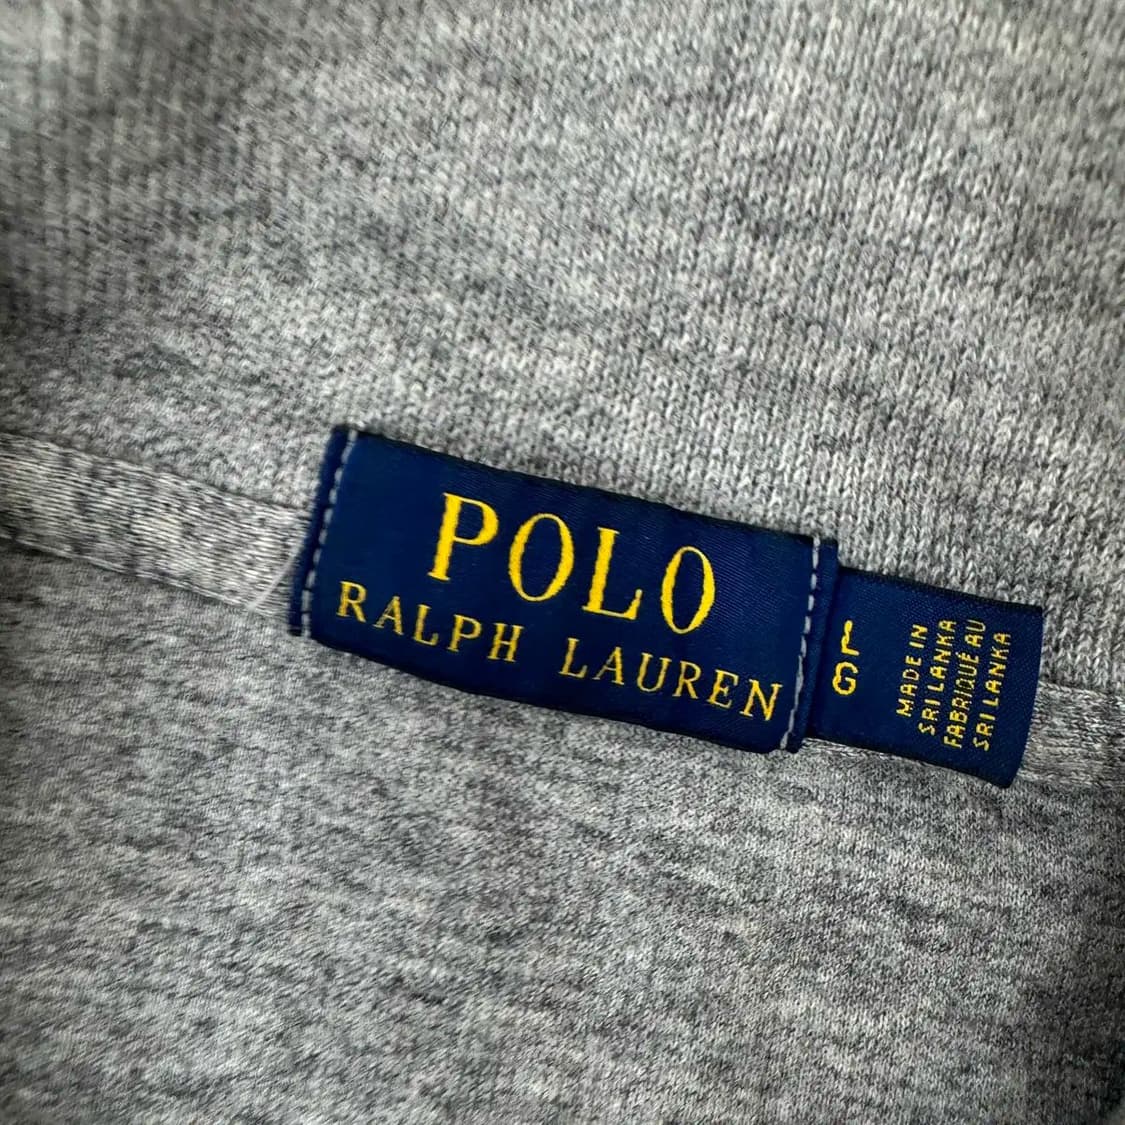 POLO
RALPH LAUREN
L
G
MADE IN
SRI LANKA
FABRIQUÉ AU
SRI LANKA